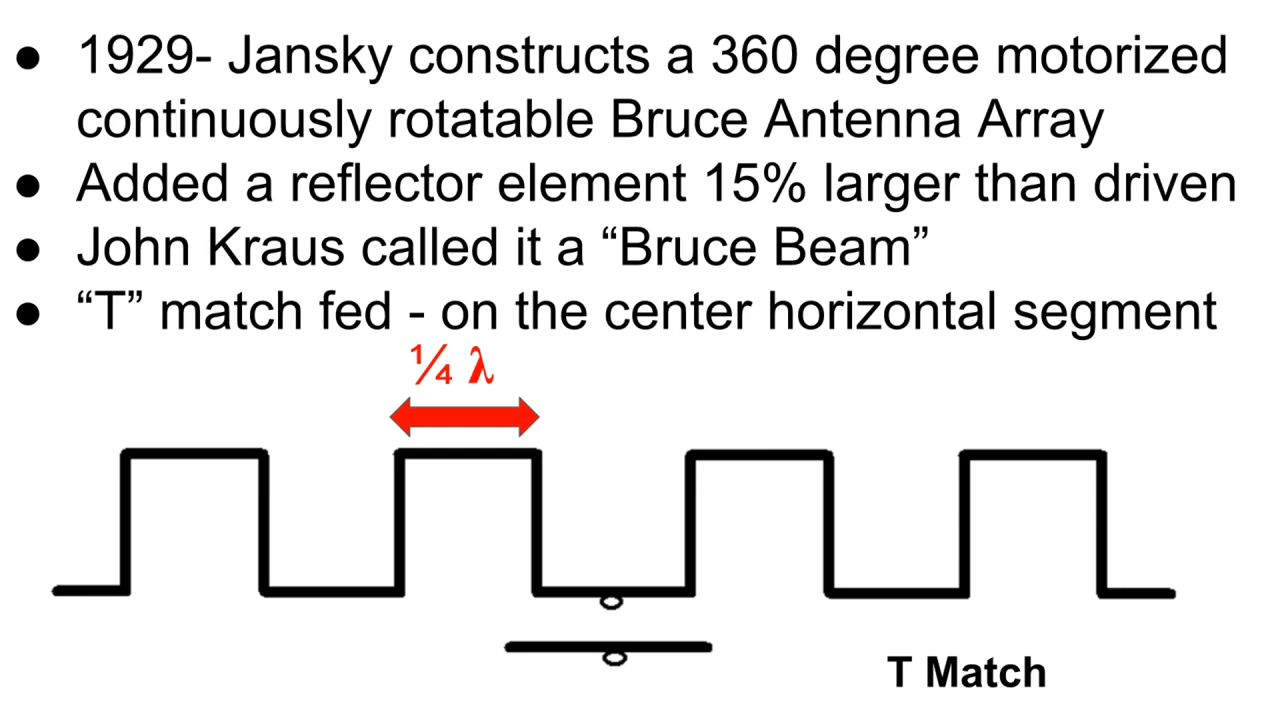 ● 1929- Jansky constructs a 360 degree motorized
continuously rotatable Bruce Antenna Array
● Added a reflector element 15% larger than driven
● John Kraus called it a “Bruce Beam”
● “T” match fed - on the center horizontal segment
¼ λ
T Match